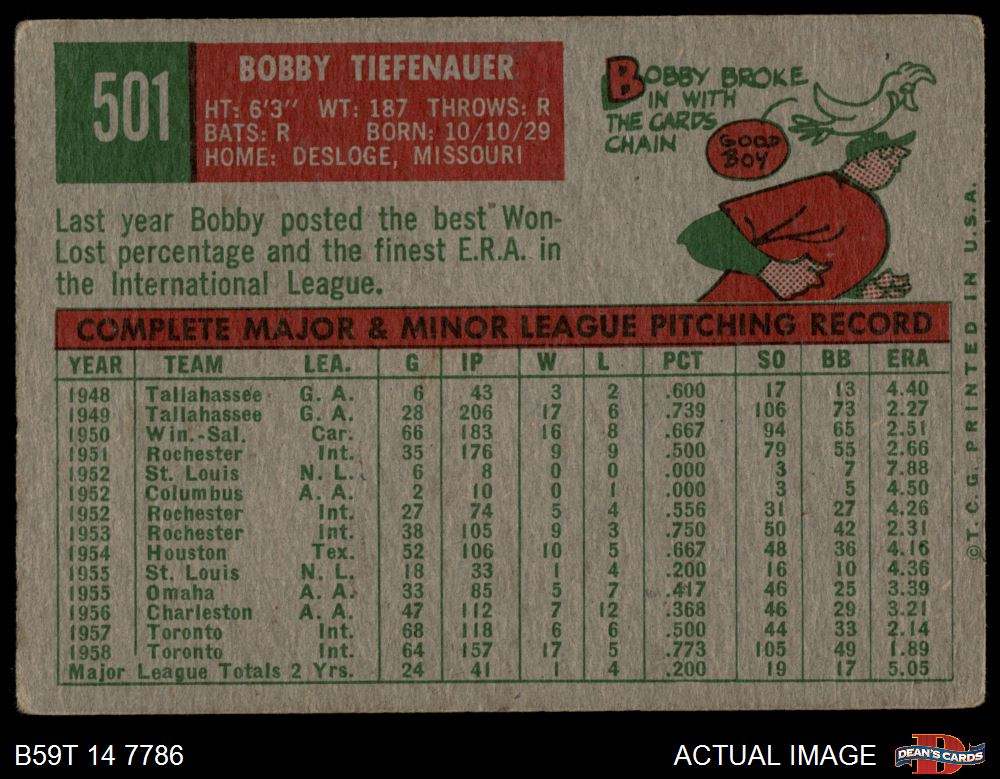 501
BOBBY TIEFENAUER
HT: 6'3" WT: 187 THROWS: R
BATS: R BORN: 10/10/29
HOME: DESLOGE, MISSOURI
BOBBY BROKE
IN WITH
THE CARDS
CHAIN
GOOD
BOY
Last year Bobby posted the best Won-
Lost percentage and the finest E.R.A. in
the International League.
COMPLETE MAJOR & MINOR LEAGUE PITCHING RECORD
YEAR TEAM LEA. G IP W L PCT SO BB ERA
1948 Tallahassee G. A. 6 43 3 2 .600 17 13 4.40
1949 Tallahassee G. A. 28 206 17 6 .739 106 73 2.27
1950 Win.-Sal. Car. 66 183 16 8 .667 94 65 2.51
1951 Rochester Int. 35 176 9 9 .500 79 55 2.66
1952 St. Louis N. L. 6 8 0 0 .000 3 7 7.88
1952 Columbus A. A. 2 10 0 1 .000 3 5 4.50
1952 Rochester Int. 27 74 5 4 .556 31 27 4.26
1953 Rochester Int. 38 105 9 3 .750 50 42 2.31
1954 Houston Tex. 52 106 10 5 .667 48 36 4.16
1955 St. Louis N. L. 18 33 1 4 .200 16 10 4.36
1955 Omaha A. A. 33 85 5 7 .417 46 25 3.39
1956 Charleston A. A. 47 112 7 12 .368 46 29 3.21
1957 Toronto Int. 68 118 6 6 .500 44 33 2.14
1958 Toronto Int. 64 157 17 5 .773 105 49 1.89
Major League Totals 2 Yrs. 24 41 1 4 .200 19 17 5.05
©T. C. G. PRINTED IN U.S.A.
B59T 14 7786
ACTUAL IMAGE
DEAN'S CARDS